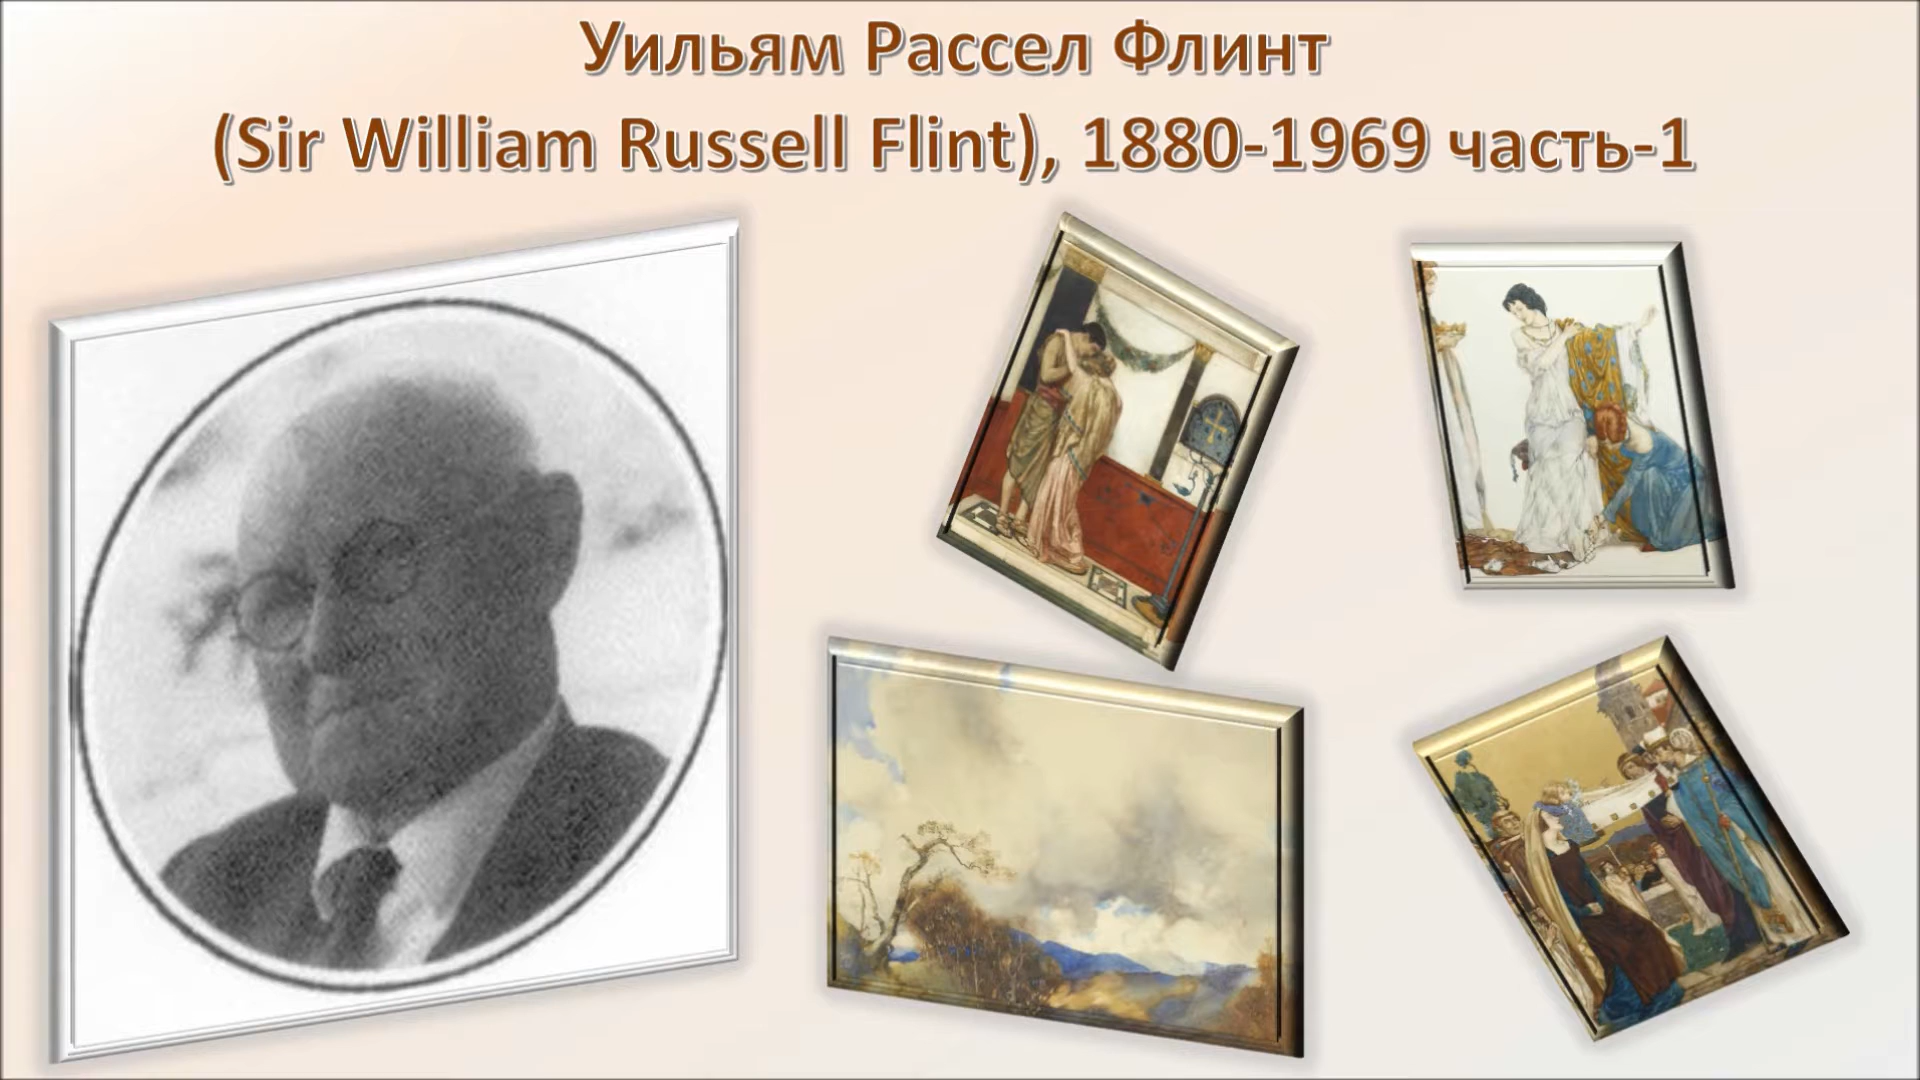 Уильям Рассел Флинт
(Sir William Russell Flint), 1880-1969 часть-1